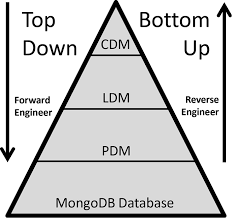 Top
Down
Bottom
Up
CDM
Forward
Engineer
LDM
Reverse
Engineer
PDM
MongoDB Database